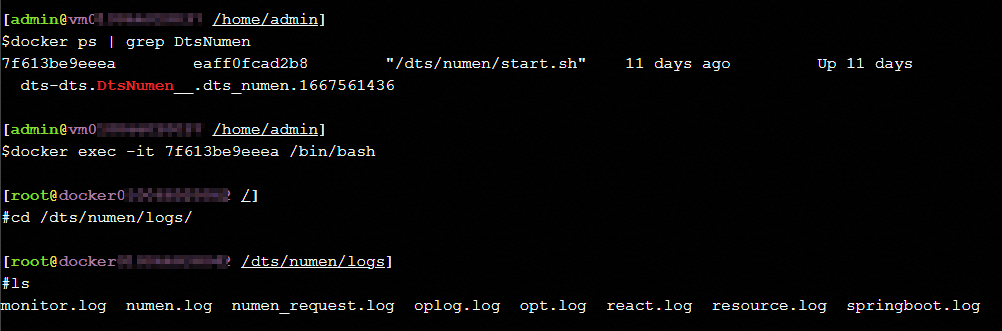 [admin@vm0 /home/admin]
$docker ps | grep DtsNumen
7f613be9eeea eaff0fcad2b8 "/dts/numen/start.sh" 11 days ago Up 11 days
dts-dts.DtsNumen__.dts_numen.1667561436
[admin@vm0 /home/admin]
$docker exec -it 7f613be9eeea /bin/bash
[root@docker0 2 /]
#cd /dts/numen/logs/
[root@docker 2 /dts/numen/logs]
#ls
monitor.log numen.log numen_request.log oplog.log opt.log react.log resource.log springboot.log